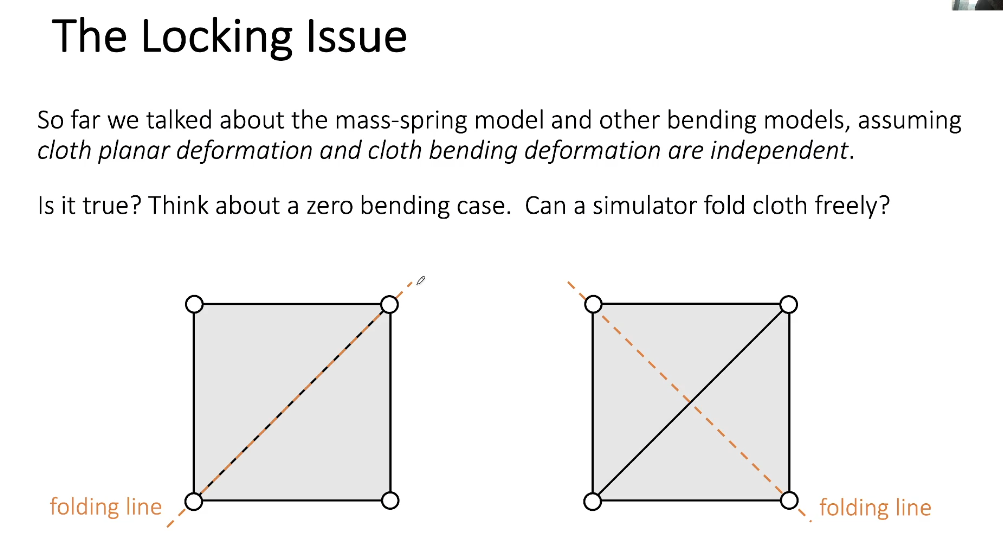 The Locking Issue
So far we talked about the mass-spring model and other bending models, assuming
cloth planar deformation and cloth bending deformation are independent.
Is it true? Think about a zero bending case.  Can a simulator fold cloth freely?
folding line
folding line